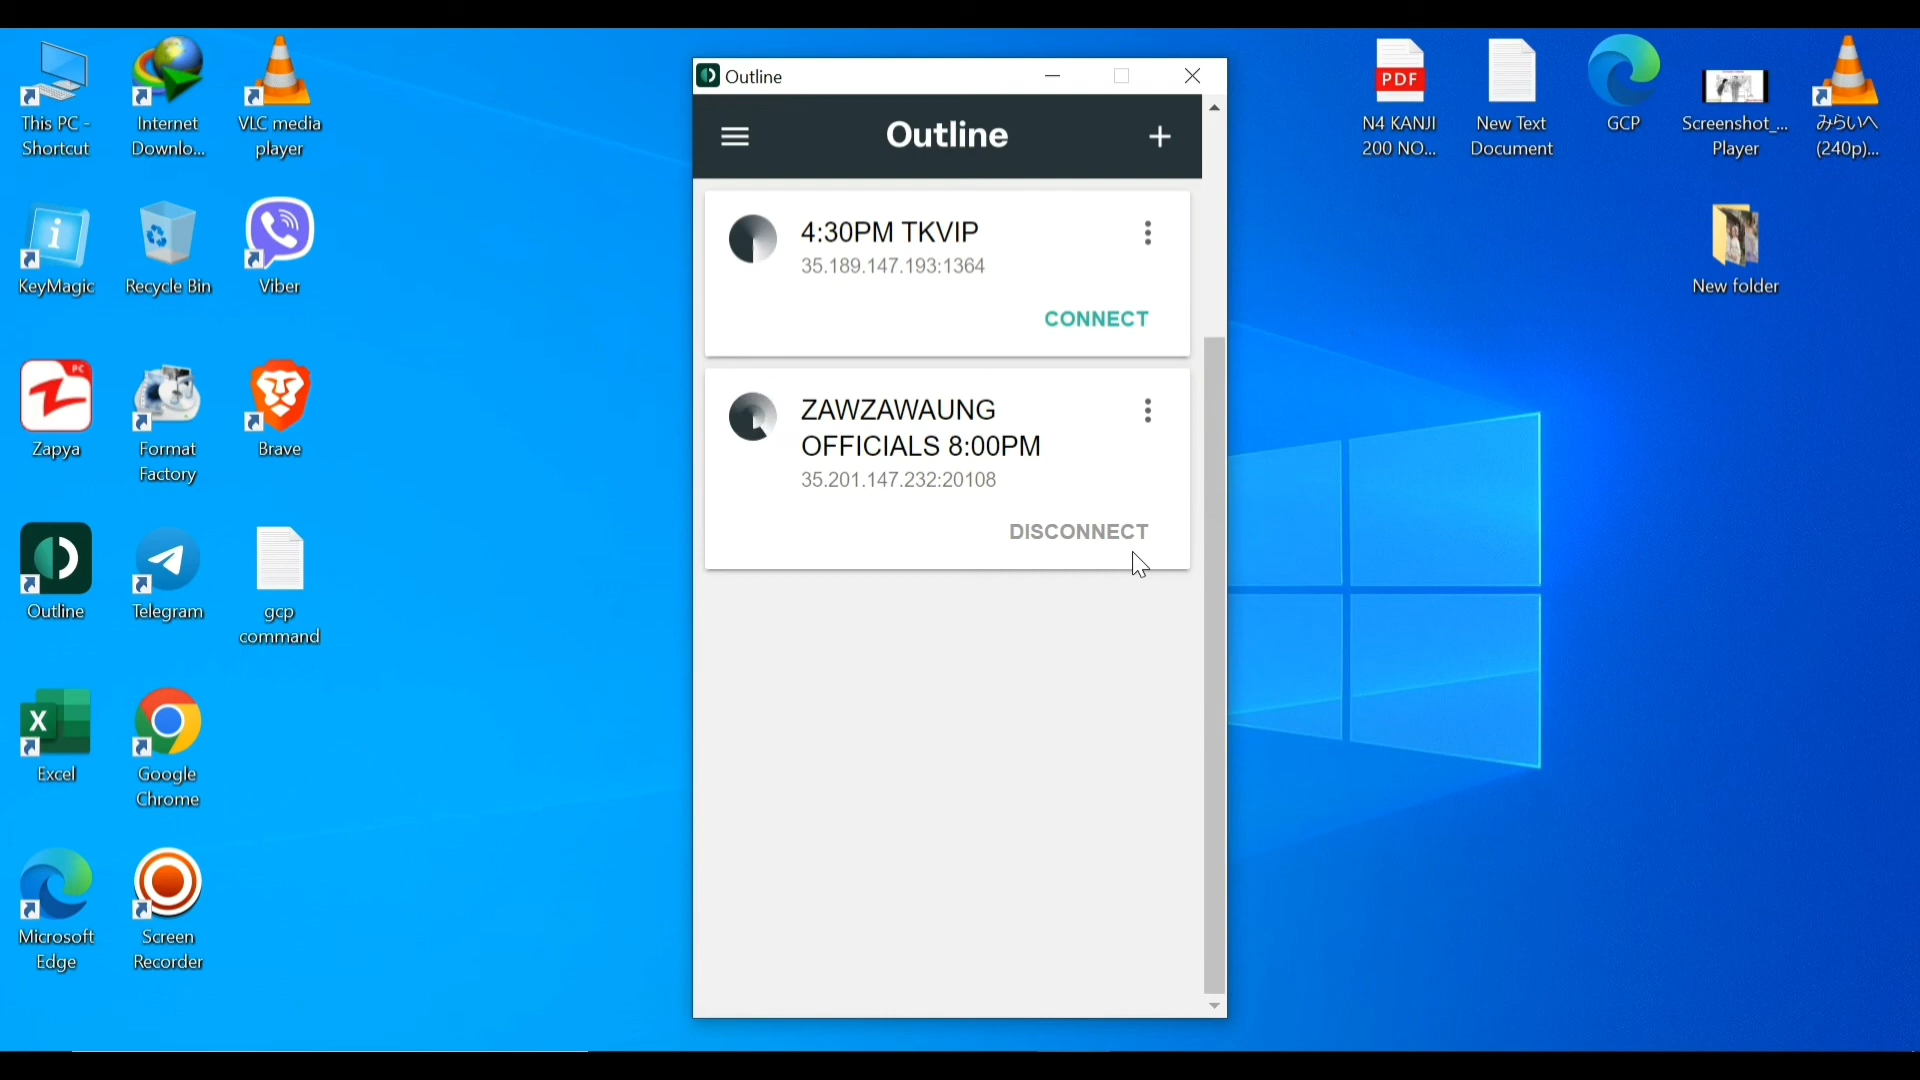 This PC -
Shortcut
Internet
Downlo...
VLC media
player
KeyMagic
Recycle Bin
Viber
Zapya
PC
Format
Factory
Brave
Outline
Telegram
gcp
command
Excel
Google
Chrome
Microsoft
Edge
Screen
Recorder
Outline
Outline
4:30PM TKVIP
35.189.147.193:1364
CONNECT
ZAWZAWAUNG
OFFICIALS 8:00PM
35.201.147.232:20108
DISCONNECT
PDF
N4 KANJI
200 NO...
New Text
Document
GCP
Screenshot_...
Player
みらいへ
(240p)...
New folder